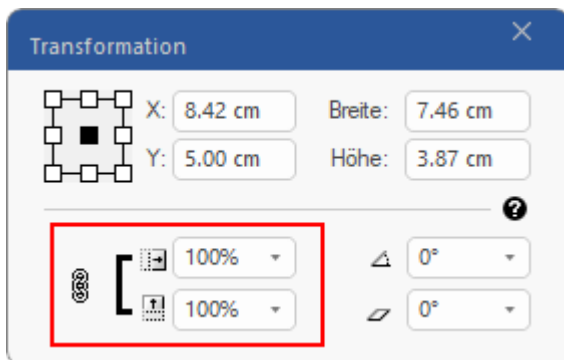 Transformation
X: 8.42 cm Breite: 7.46 cm
Y: 5.00 cm Höhe: 3.87 cm
?
100% 0°
100% 0°